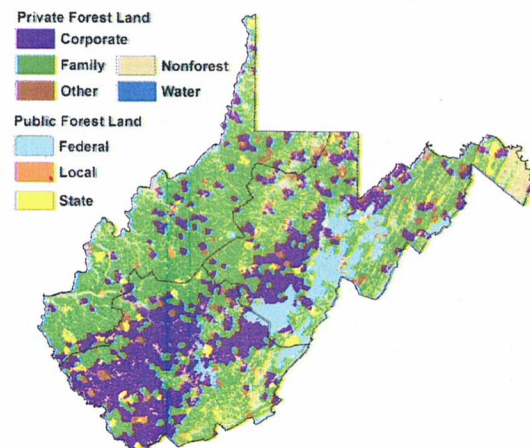 Private Forest Land
Corporate
Family Nonforest
Other Water
Public Forest Land
Federal
Local
State